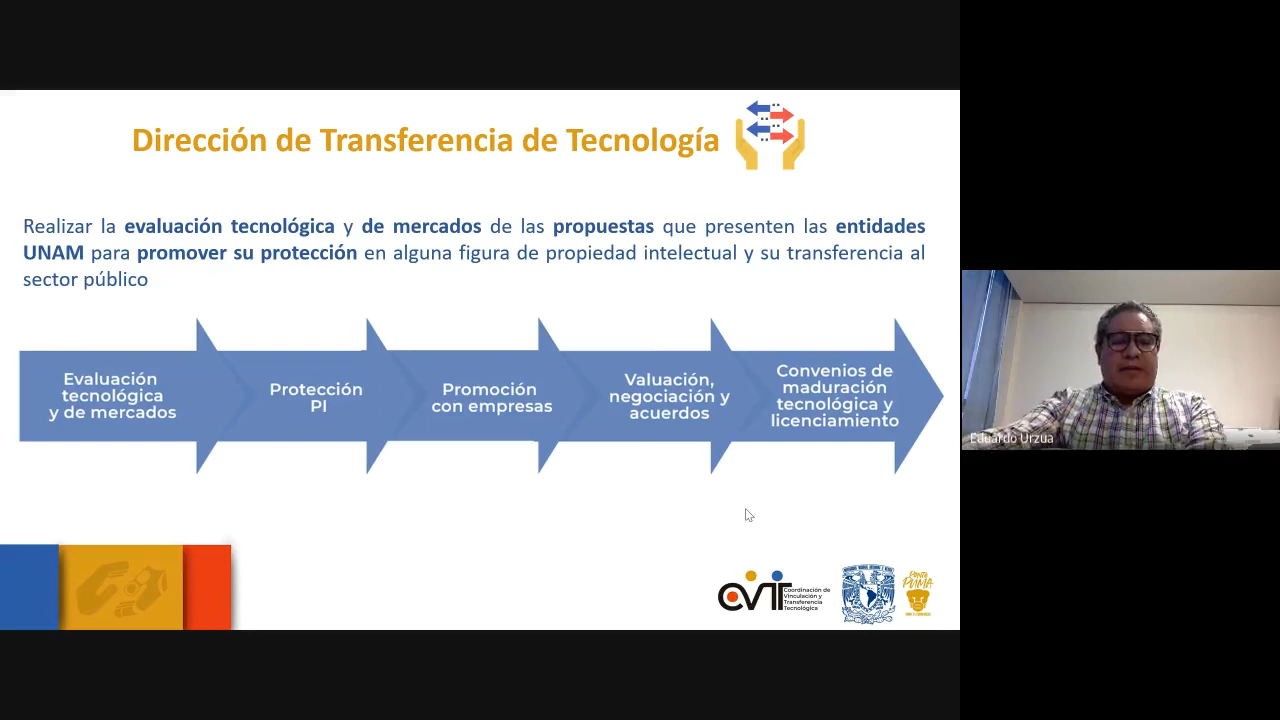 Dirección de Transferencia de Tecnología
Realizar la evaluación tecnológica y de mercados de las propuestas que presenten las entidades
UNAM para promover su protección en alguna figura de propiedad intelectual y su transferencia al
sector público
Evaluación
tecnológica
y de mercados
Protección
PI
Promoción
con empresas
Valuación,
negociación y
acuerdos
Convenios de
maduración
tecnológica y
licenciamiento
Eduardo Urzua
CVTT
Coordinación de
Vinculación y
Transferencia
Tecnológica
PONTE
PUMA